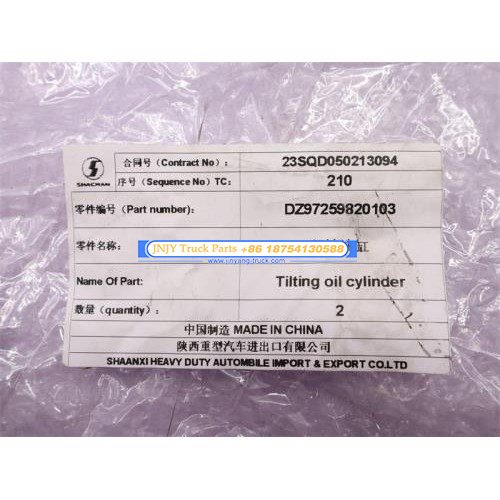 SHACMAN
合同号（Contract No）：
23SQD050213094
序号（Sequence No）TC：
210
零件编号（Part number）：
DZ97259820103
零件名称：
缸
JNJY Truck Parts +86 18754130588
www.jinyang-truck.com
Name Of Part:
Tilting oil cylinder
数量（quantity）：
2
中国制造 MADE IN CHINA
陕西重型汽车进出口有限公司
SHAANXI HEAVY DUTY AUTOMBILE IMPORT & EXPORT CO.LTD